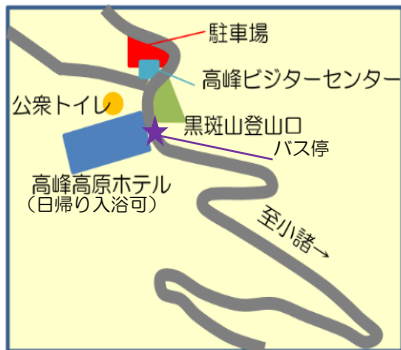 駐車場
高峰ビジターセンター
公衆トイレ
黒斑山登山口
バス停
高峰高原ホテル
（日帰り入浴可）
至小諸→